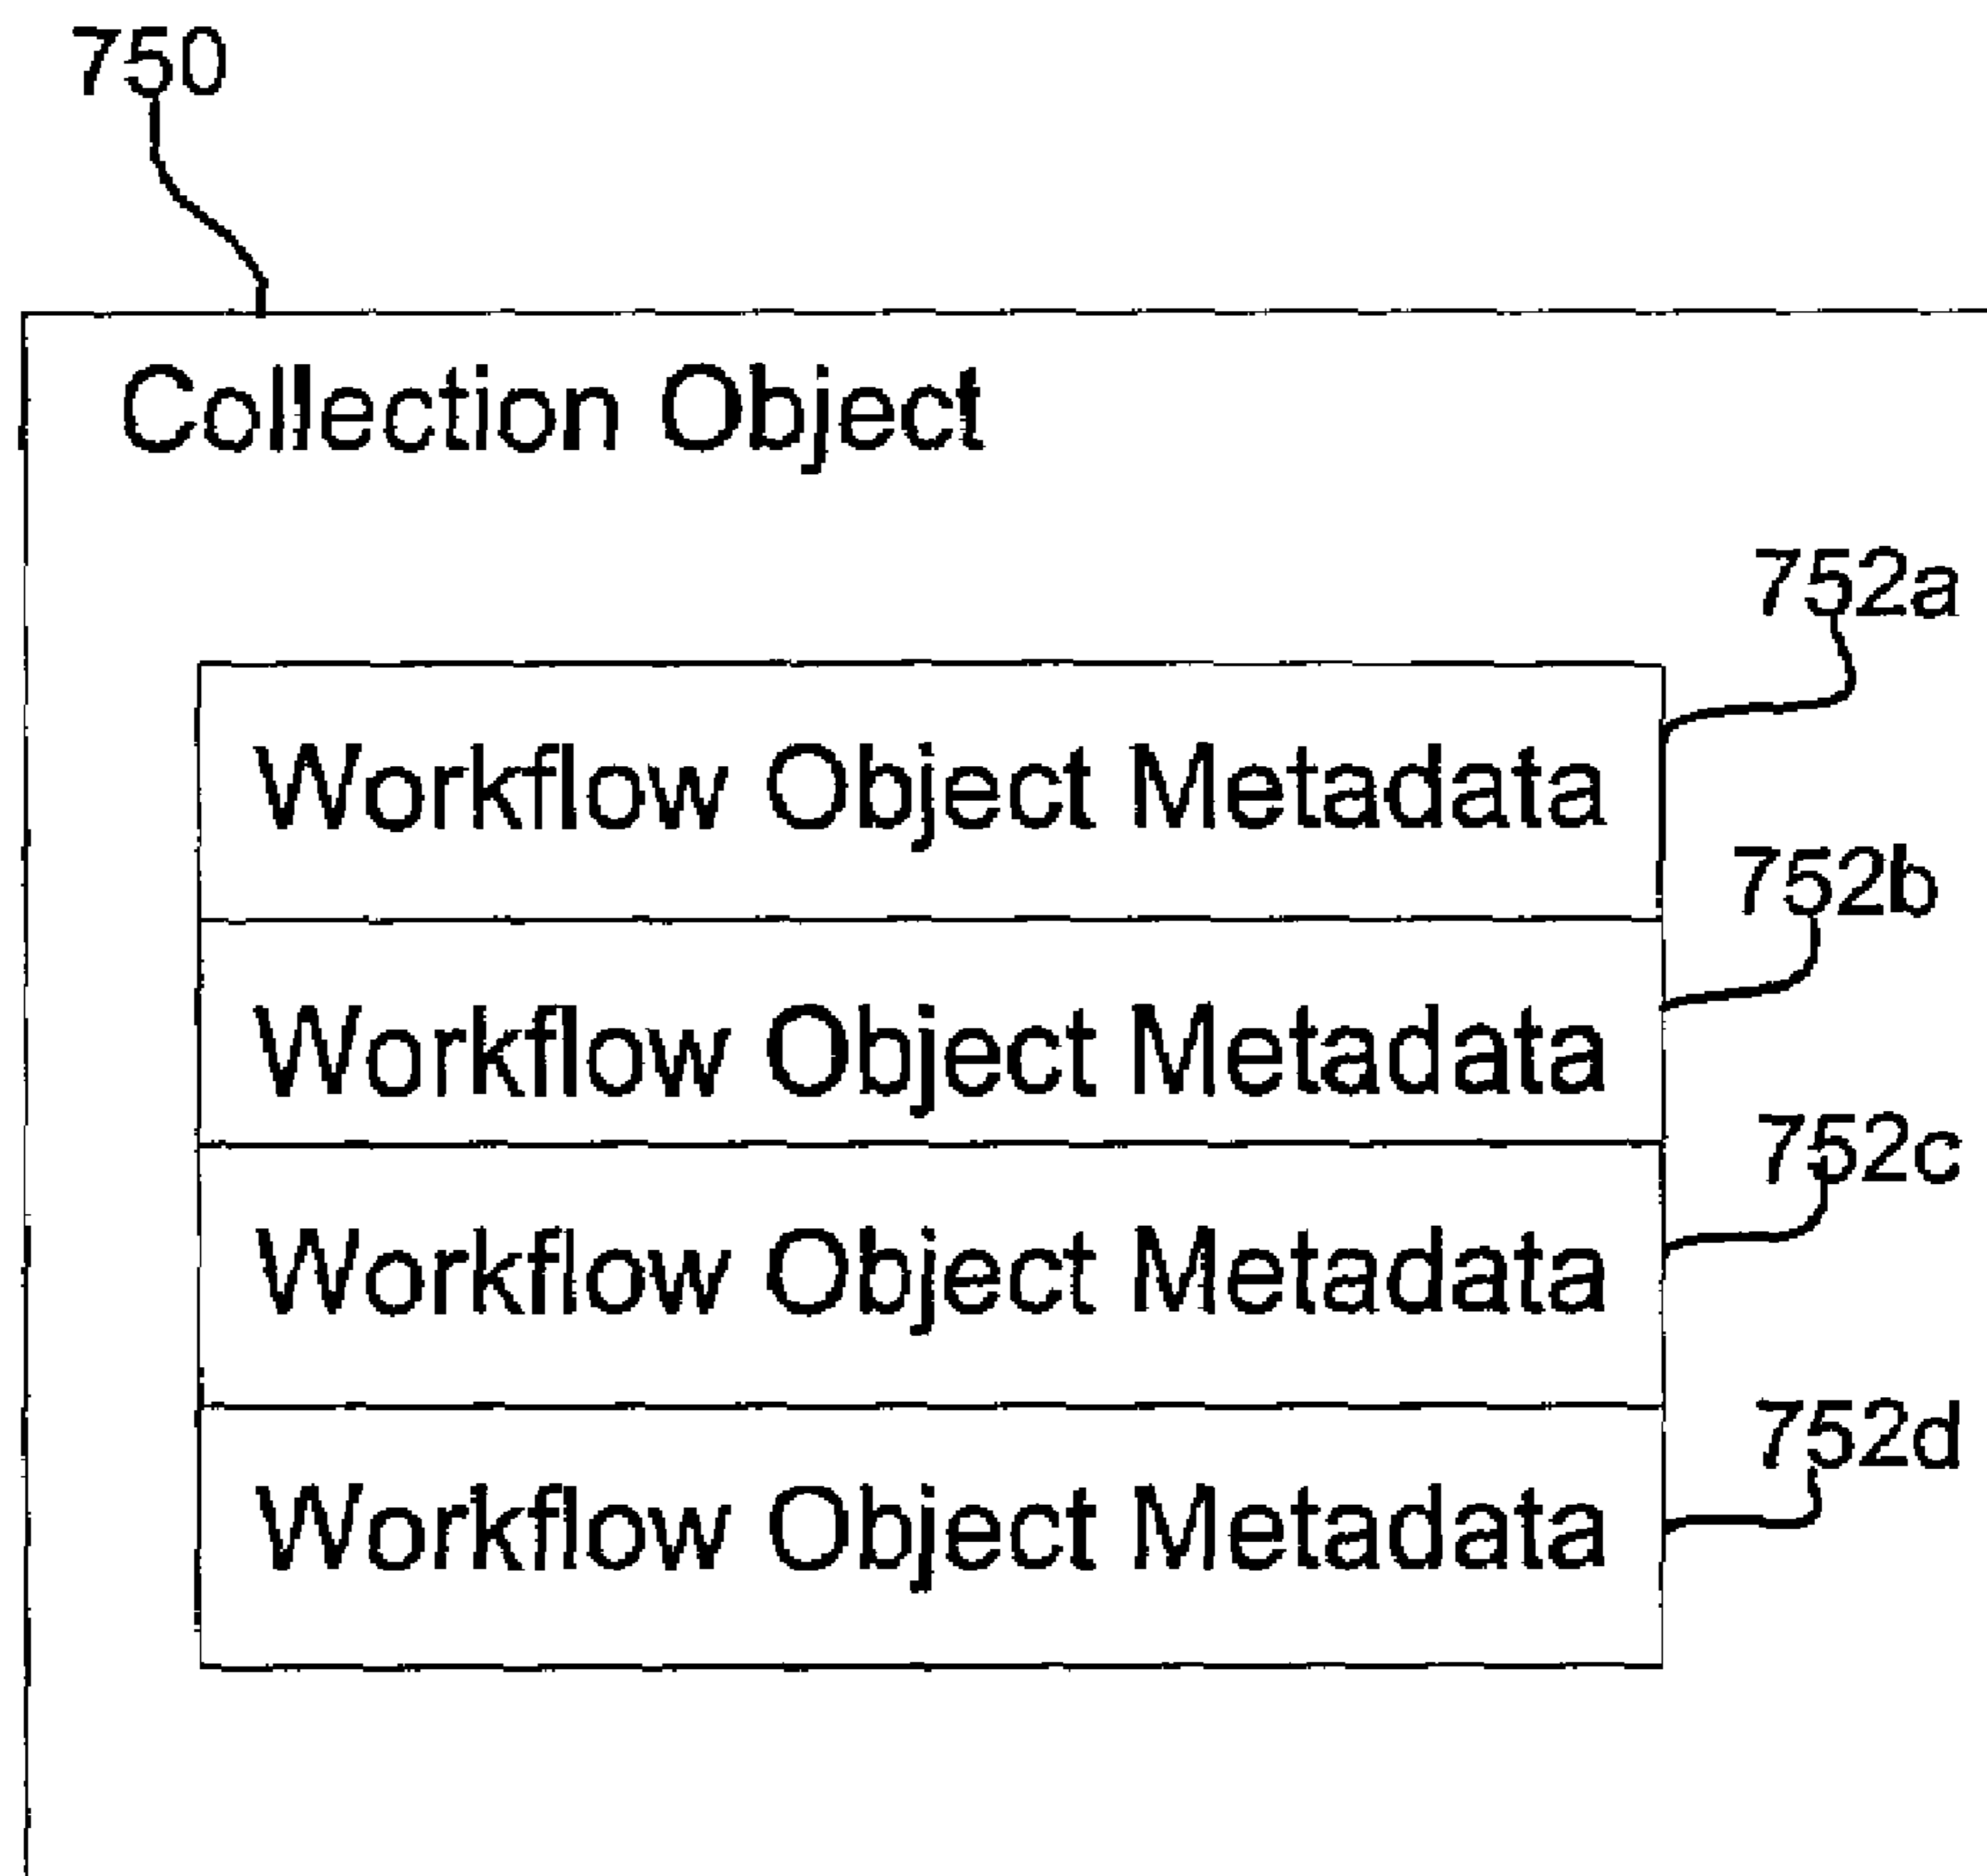 750
Collection Object
752a
Workflow Object Metadata
752b
Workflow Object Metadata
752c
Workflow Object Metadata
752d
Workflow Object Metadata